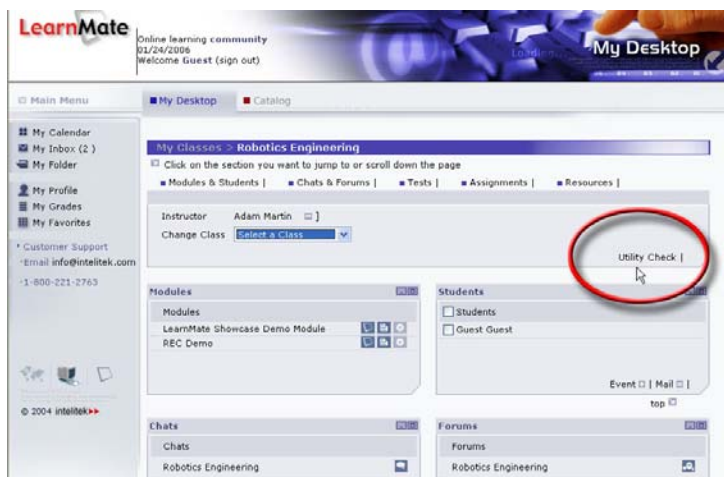 LearnMate
Online learning community
01/24/2006
Welcome Guest (sign out)
Loading...
My Desktop
Main Menu
My Desktop
Catalog
My Calendar
My Inbox (2 )
My Folder
My Profile
My Grades
My Favorites
Customer Support
Email info@intelitek.com
1-800-221-2763
© 2004 intelitek
My Classes > Robotics Engineering
Click on the section you want to jump to or scroll down the page
Modules & Students | Chats & Forums | Tests | Assignments | Resources |
Instructor Adam Martin ]
Change Class Select a Class
Utility Check |
Modules
Modules
LearnMate Showcase Demo Module
REC Demo
Students
Students
Guest Guest
Event | Mail |
top
Chats
Chats
Robotics Engineering
Forums
Forums
Robotics Engineering